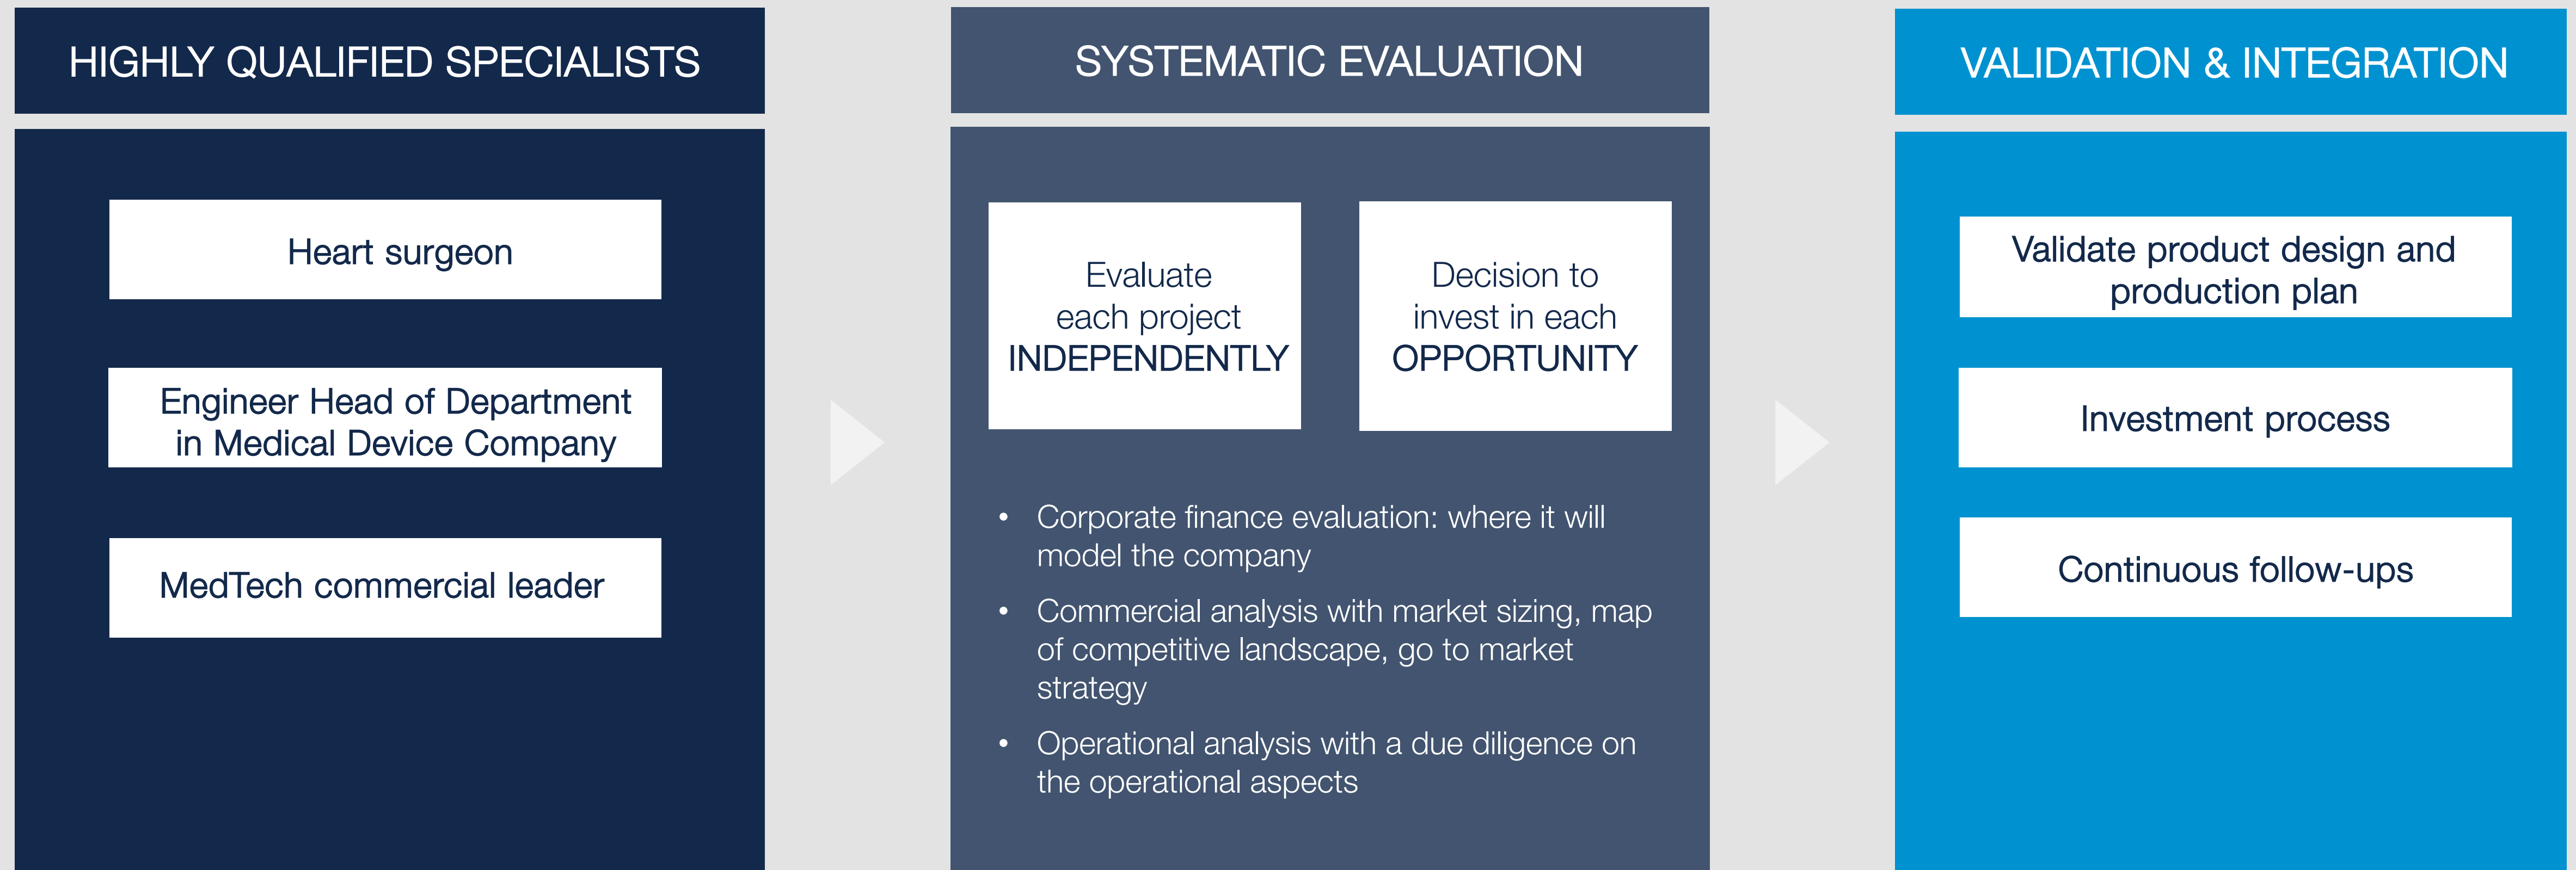 HIGHLY QUALIFIED SPECIALISTS
Heart surgeon
Engineer Head of Department
in Medical Device Company
MedTech commercial leader
SYSTEMATIC EVALUATION
Evaluate
each project
INDEPENDENTLY
Decision to
invest in each
OPPORTUNITY
• Corporate finance evaluation: where it will
model the company
• Commercial analysis with market sizing, map
of competitive landscape, go to market
strategy
• Operational analysis with a due diligence on
the operational aspects
VALIDATION & INTEGRATION
Validate product design and
production plan
Investment process
Continuous follow-ups